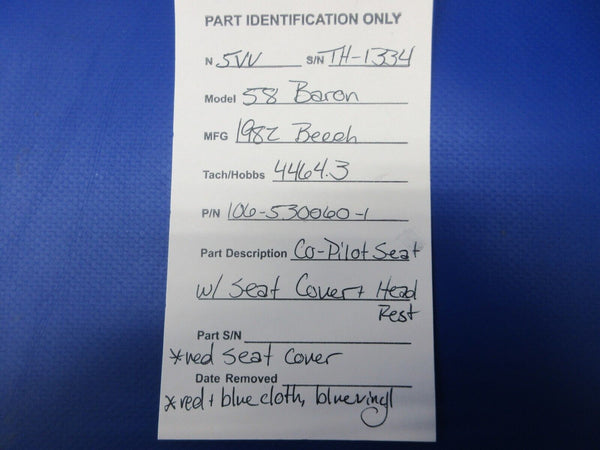 PART IDENTIFICATION ONLY
N 5VV S/N TH-1334
Model 58 Baron
MFG 1982 Beech
Tach/Hobbs 4464.3
P/N 106-530060-1
Part Description Co-Pilot Seat
w/ Seat Cover + Head
Rest
Part S/N
*red Seat Cover
Date Removed
*red + blue cloth, blue vinyl